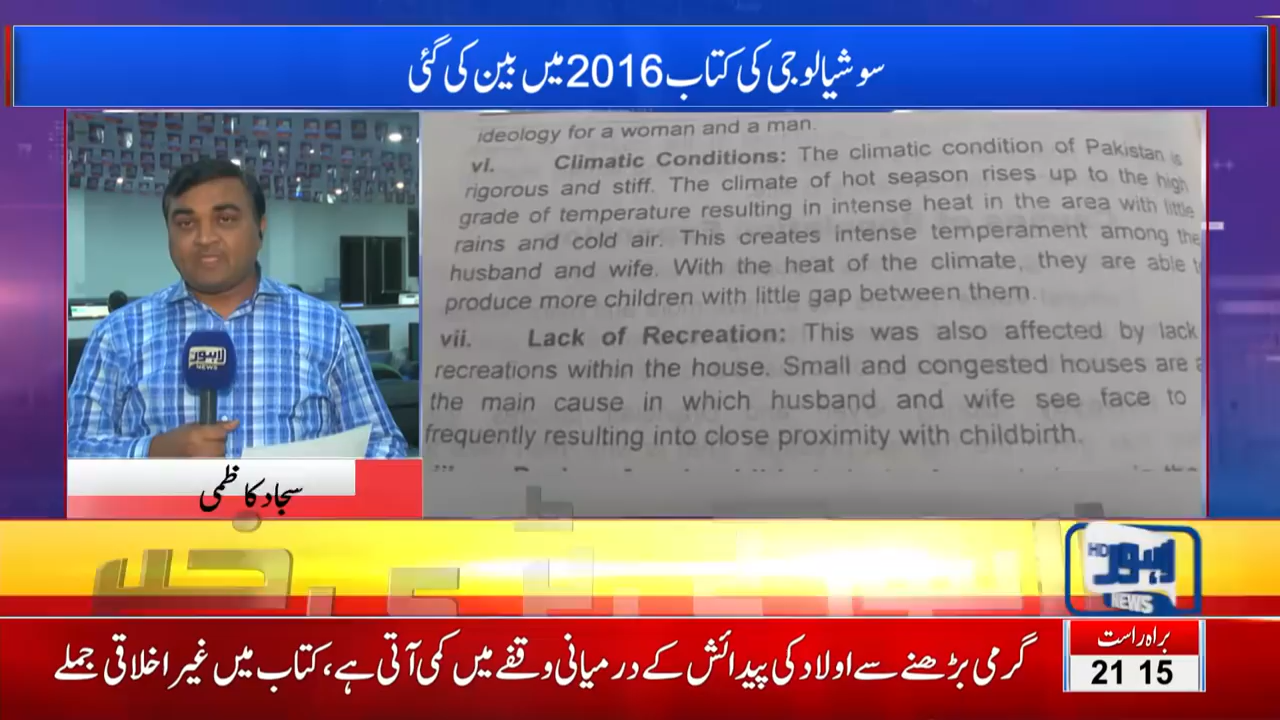 سوشیالوجی کی کتاب 2016 میں بین کی گئی
ideology for a woman and a man.
vi. Climatic Conditions: The climatic condition of Pakistan is
rigorous and stiff. The climate of hot season rises up to the high
grade of temperature resulting in intense heat in the area with little
rains and cold air. This creates intense temperament among the
husband and wife. With the heat of the climate, they are able t
produce more children with little gap between them.
vii. Lack of Recreation: This was also affected by lack
recreations within the house. Small and congested houses are a
the main cause in which husband and wife see face to
frequently resulting into close proximity with childbirth.
لاہور
NEWS
سجاد کاظمی
HD
لاہور
NEWS
براہ راست
21 15
گرمی بڑھنے سے اولاد کی پیدائش کے درمیانی وقفے میں کمی آتی ہے، کتاب میں غیر اخلاقی جملے